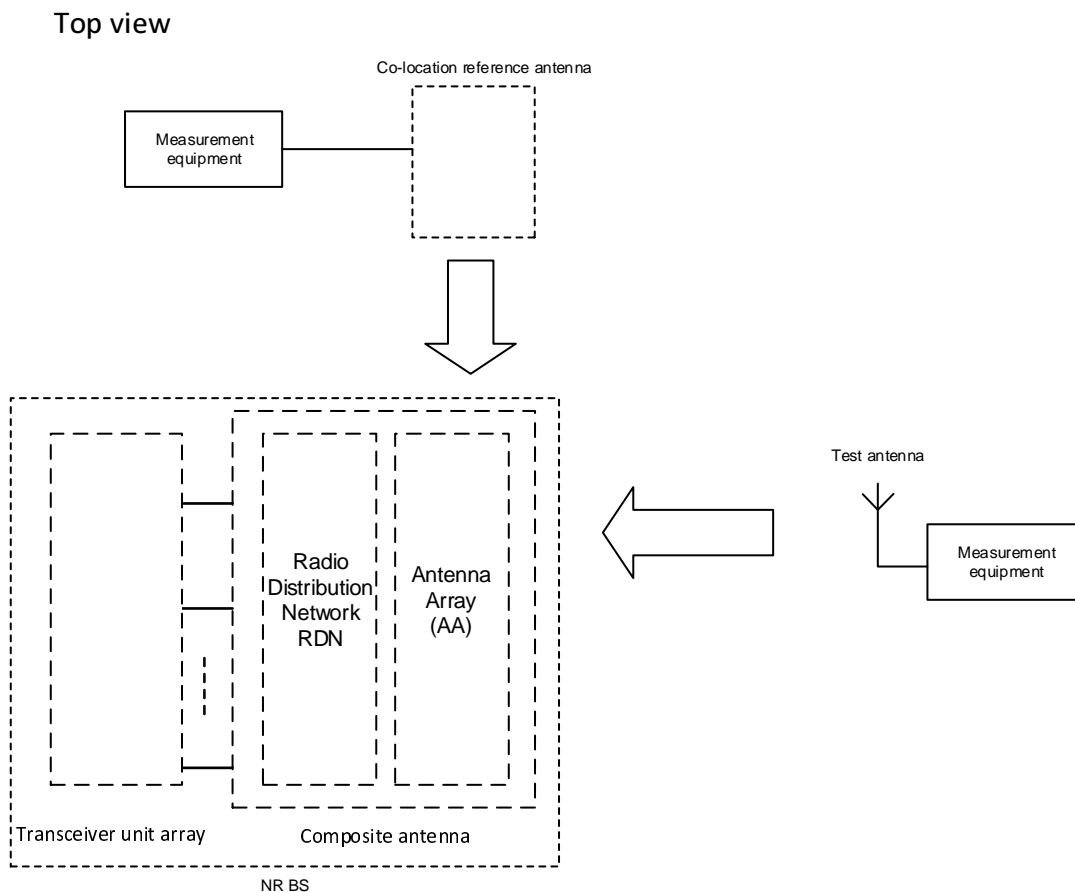 Top view
Co-location reference antenna
Measurement
equipment
Test antenna
Measurement
equipment
Radio
Distribution
Network
RDN
Antenna
Array
(AA)
Transceiver unit array
Composite antenna
NR BS